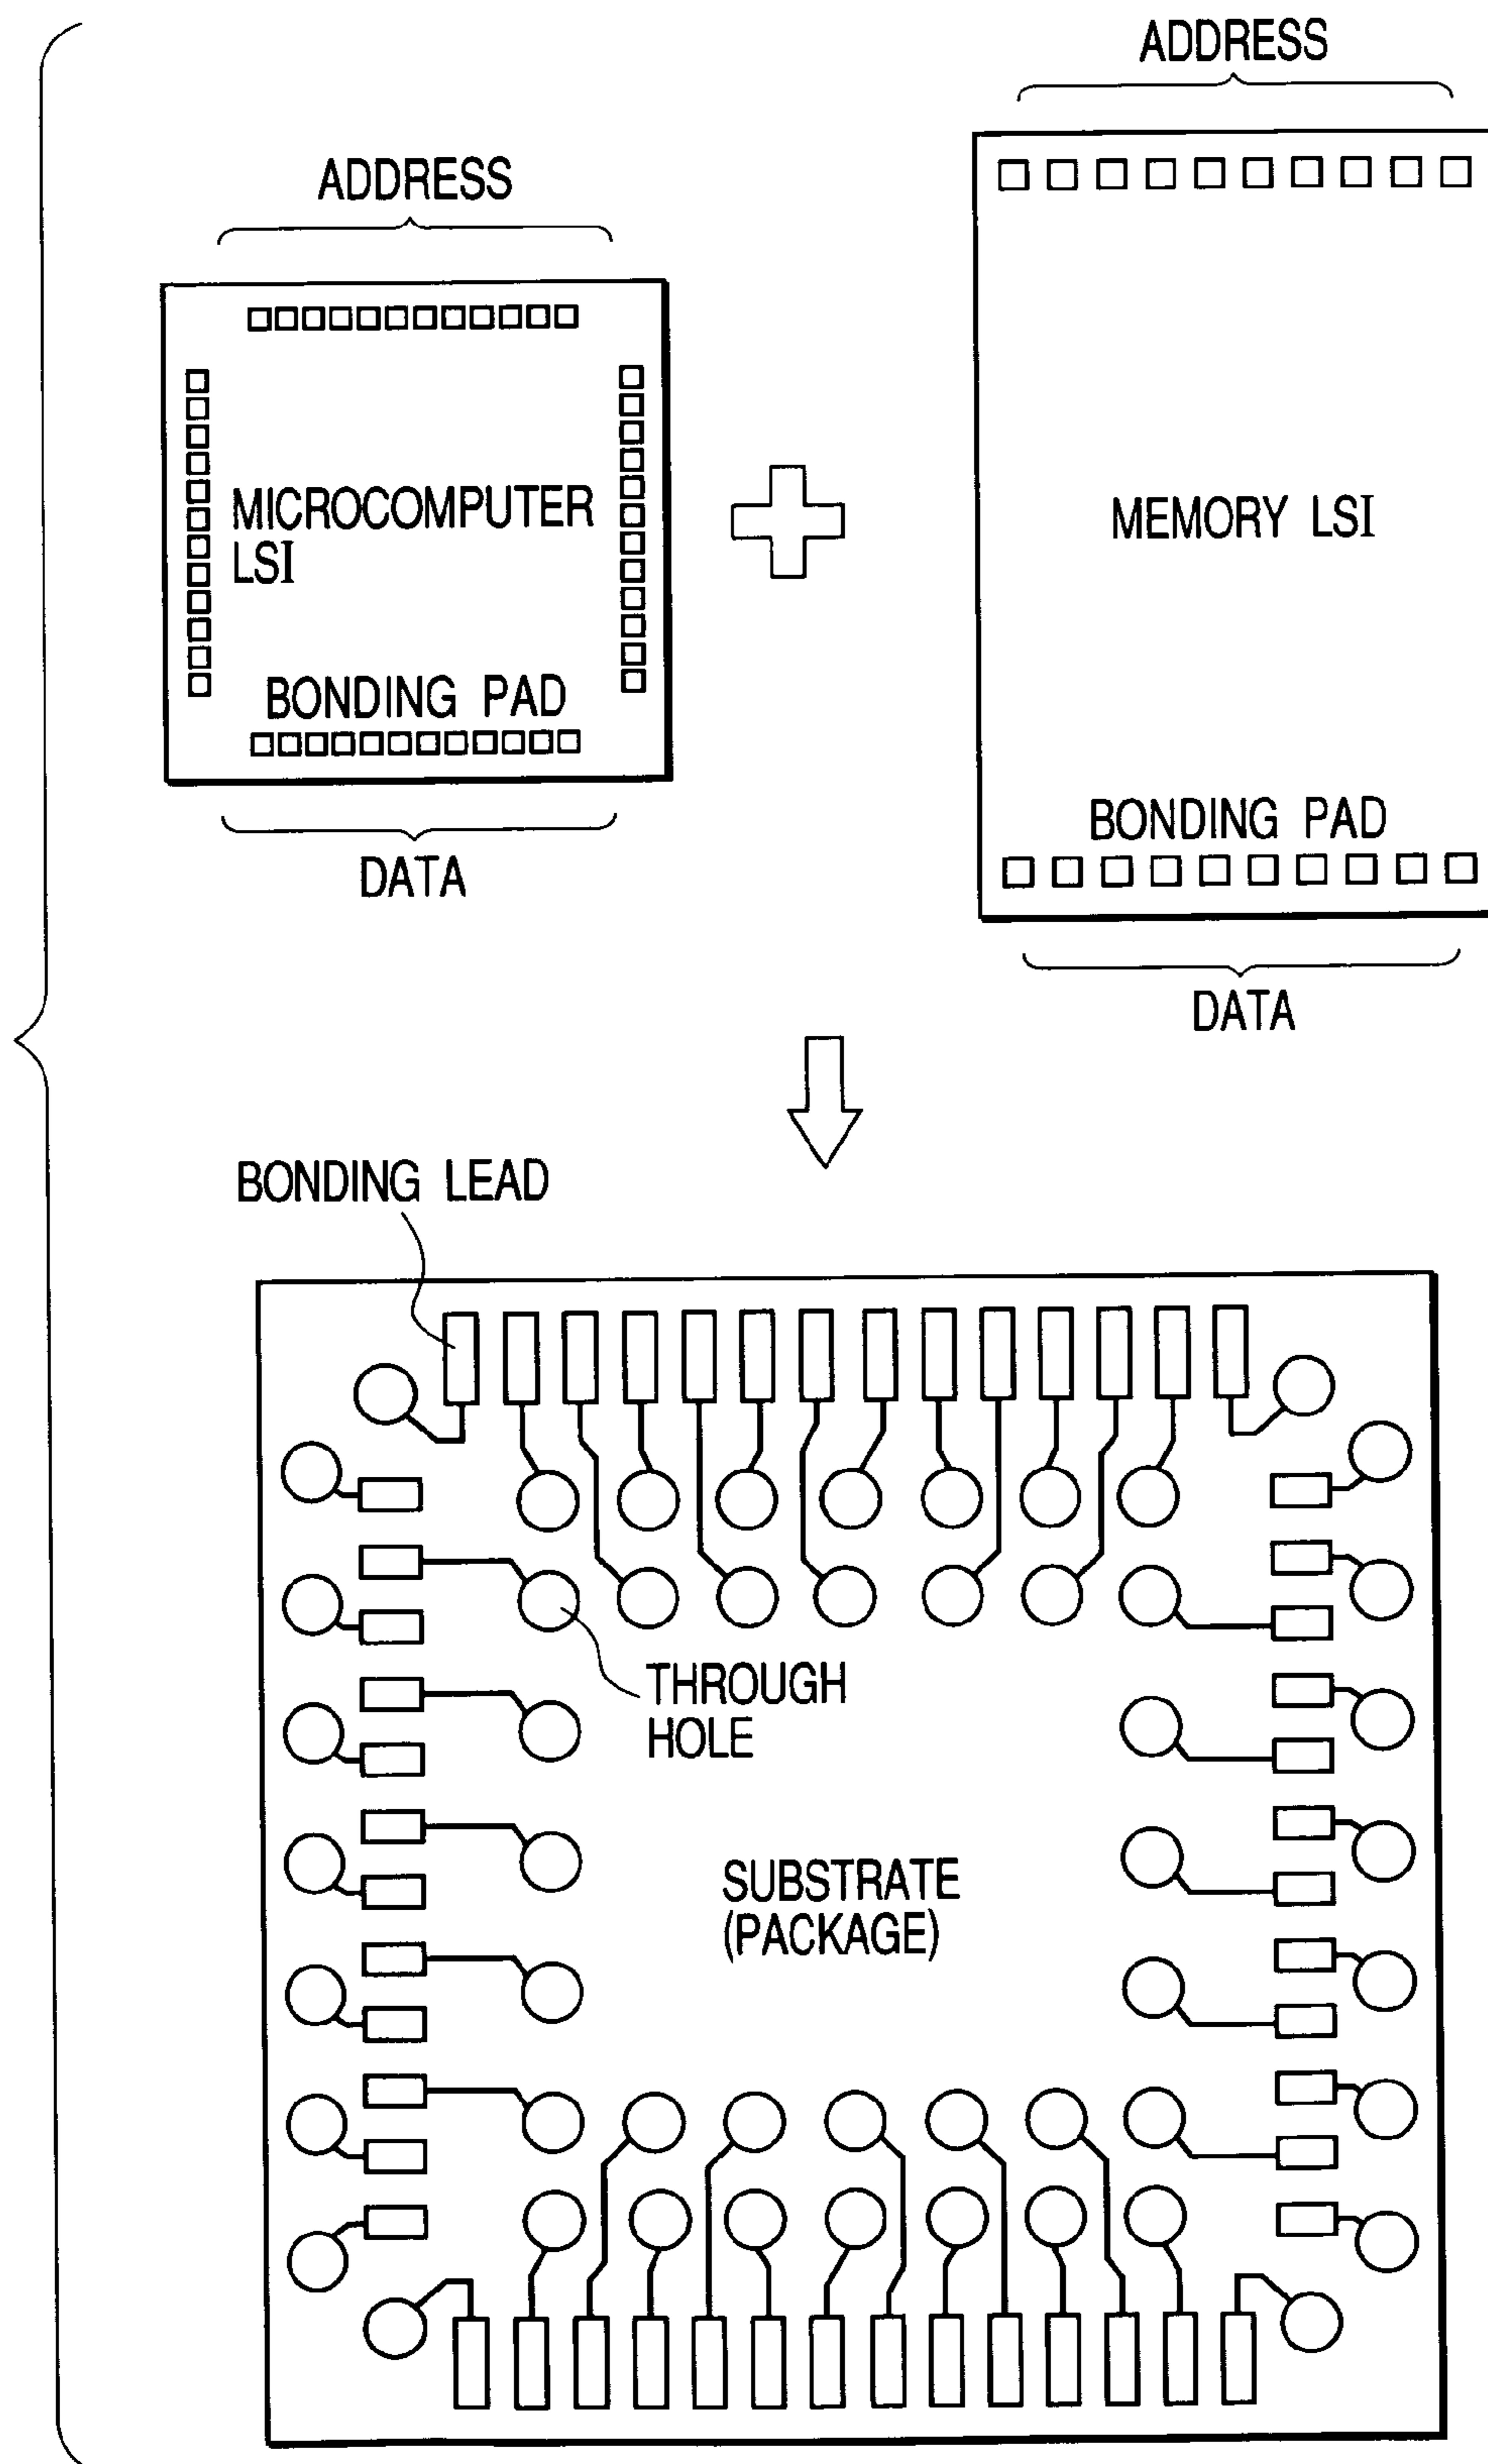 ADDRESS
ADDRESS
MICROCOMPUTER
LSI
BONDING PAD
DATA
MEMORY LSI
BONDING PAD
DATA
BONDING LEAD
THROUGH
HOLE
SUBSTRATE
(PACKAGE)